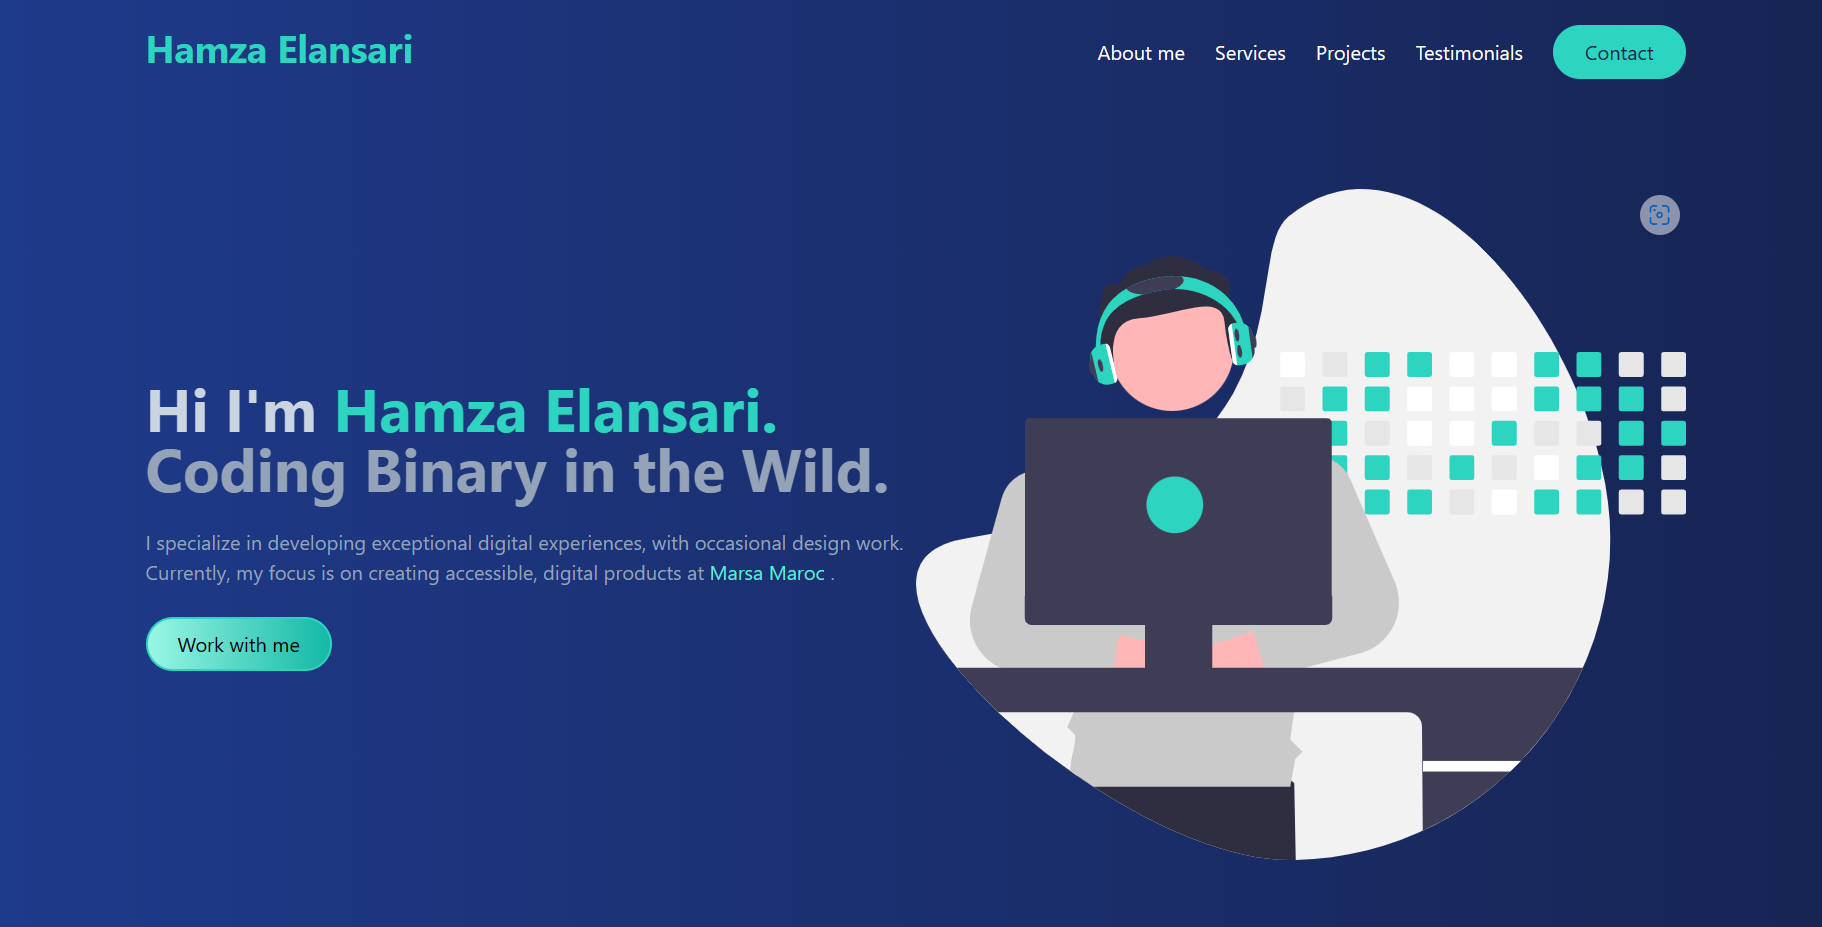 Hamza Elansari
About me
Services
Projects
Testimonials
Contact
Hi I'm Hamza Elansari.
Coding Binary in the Wild.
I specialize in developing exceptional digital experiences, with occasional design work.
Currently, my focus is on creating accessible, digital products at Marsa Maroc .
Work with me